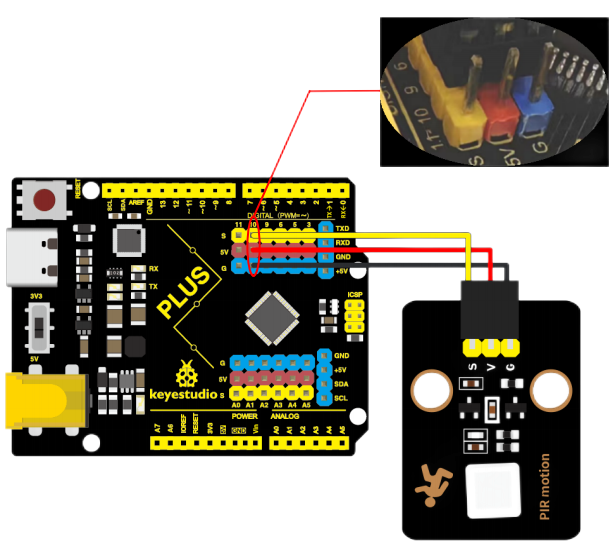 6
9
1.1~10
S
5V
G
RESET
SCL
SDA
AREF
GND
13
12
~11
~10
~9
8
7
~6
~5
4
3
2
TX→1
RX←0
DIGITAL (PWM=~)
11
10
9
6
5
3
TXD
S
RXD
5V
GND
G
+5V
RX
TX
PLUS
3V3
5V
ICSP
keyestudio
G
5V
S
GND
+5V
SDA
SCL
A0
A1
A2
A3
A4
A5
POWER
ANALOG
A7
A6
IOREF
RESET
3V3
5V
GND
Vin
A0
A1
A2
A3
A4
A5
S
V
G
PIR motion